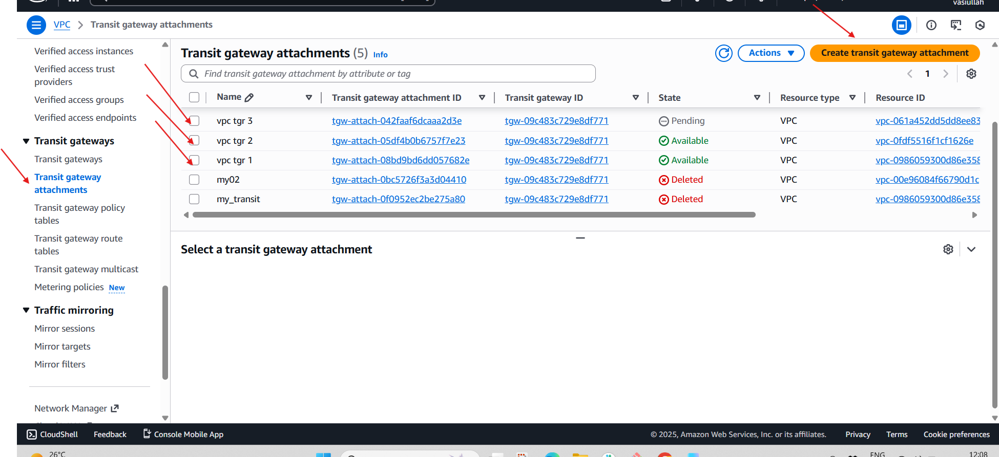 vasiullah
VPC > Transit gateway attachments
Verified access instances
Verified access trust
providers
Verified access groups
Verified access endpoints
Transit gateways
Transit gateways
Transit gateway
attachments
Transit gateway policy
tables
Transit gateway route
tables
Transit gateway multicast
Metering policies New
Traffic mirroring
Mirror sessions
Mirror targets
Mirror filters
Network Manager
Transit gateway attachments (5) Info
Actions
Create transit gateway attachment
Find transit gateway attachment by attribute or tag
1
Name Transit gateway attachment ID Transit gateway ID State Resource type Resource ID
vpc tgr 3 tgw-attach-042faaf6dcaaa2d3e tgw-09c483c729e8df771 Pending VPC vpc-061a452dd5dd8ee83
vpc tgr 2 tgw-attach-05df4b0b6757f7e23 tgw-09c483c729e8df771 Available VPC vpc-0fdf5516f1cf1626e
vpc tgr 1 tgw-attach-08bd9bd6dd057682e tgw-09c483c729e8df771 Available VPC vpc-0986059300d86e358
my02 tgw-attach-0bc5726f3a3d04410 tgw-09c483c729e8df771 Deleted VPC vpc-00e96084f66790d1c
my_transit tgw-attach-0f0952ec2be275a80 tgw-09c483c729e8df771 Deleted VPC vpc-0986059300d86e358
Select a transit gateway attachment
CloudShell Feedback Console Mobile App © 2025, Amazon Web Services, Inc. or its affiliates. Privacy Terms Cookie preferences
26°C
ENG
12:08